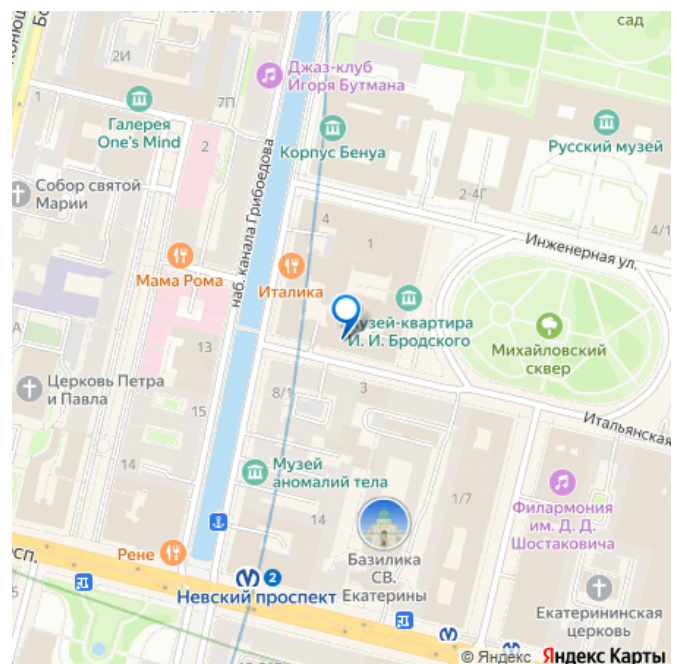 сад
2И
Джаз-клуб
Игоря Бутмана
1
7П
Галерея
One's Mind
Корпус Бенуа
Русский музей
2
Собор святой
Марии
наб. канала Грибоедова
2-4Г
4
1
4/1
Инженерная ул.
Мама Рома
Италика
Музей-квартира
И. И. Бродского
Михайловский
сквер
13
Церковь Петра
и Павла
15
8/1
3
Итальянская
14
Музей
аномалий тела
14
1/7
Филармония
им. Д. Д.
Шостаковича
Рене
Базилика
СВ.
Екатерины
2
Невский проспект
Екатерининская
церковь
© Яндекс Яндекс Карты